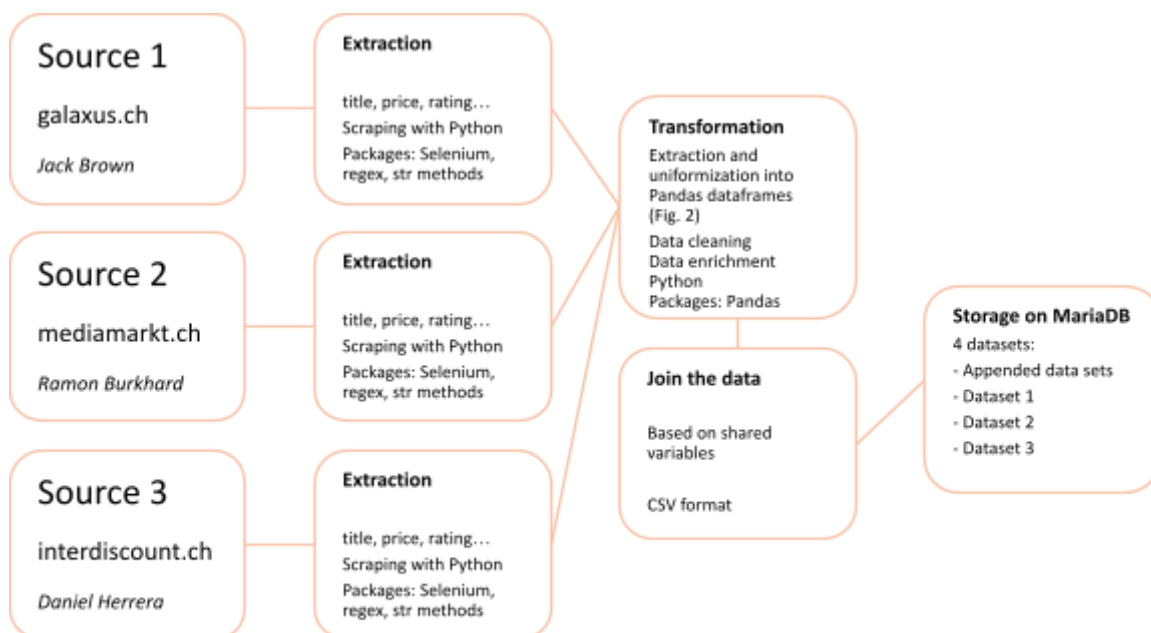 Source 1
galaxus.ch
Jack Brown
Extraction
title, price, rating...
Scraping with Python
Packages: Selenium,
regex, str methods
Source 2
mediamarkt.ch
Ramon Burkhard
Extraction
title, price, rating...
Scraping with Python
Packages: Selenium,
regex, str methods
Source 3
interdiscount.ch
Daniel Herrera
Extraction
title, price, rating...
Scraping with Python
Packages: Selenium,
regex, str methods
Transformation
Extraction and
uniformization into
Pandas dataframes
(Fig. 2)
Data cleaning
Data enrichment
Python
Packages: Pandas
Join the data
Based on shared
variables
CSV format
Storage on MariaDB
4 datasets:
- Appended data sets
- Dataset 1
- Dataset 2
- Dataset 3